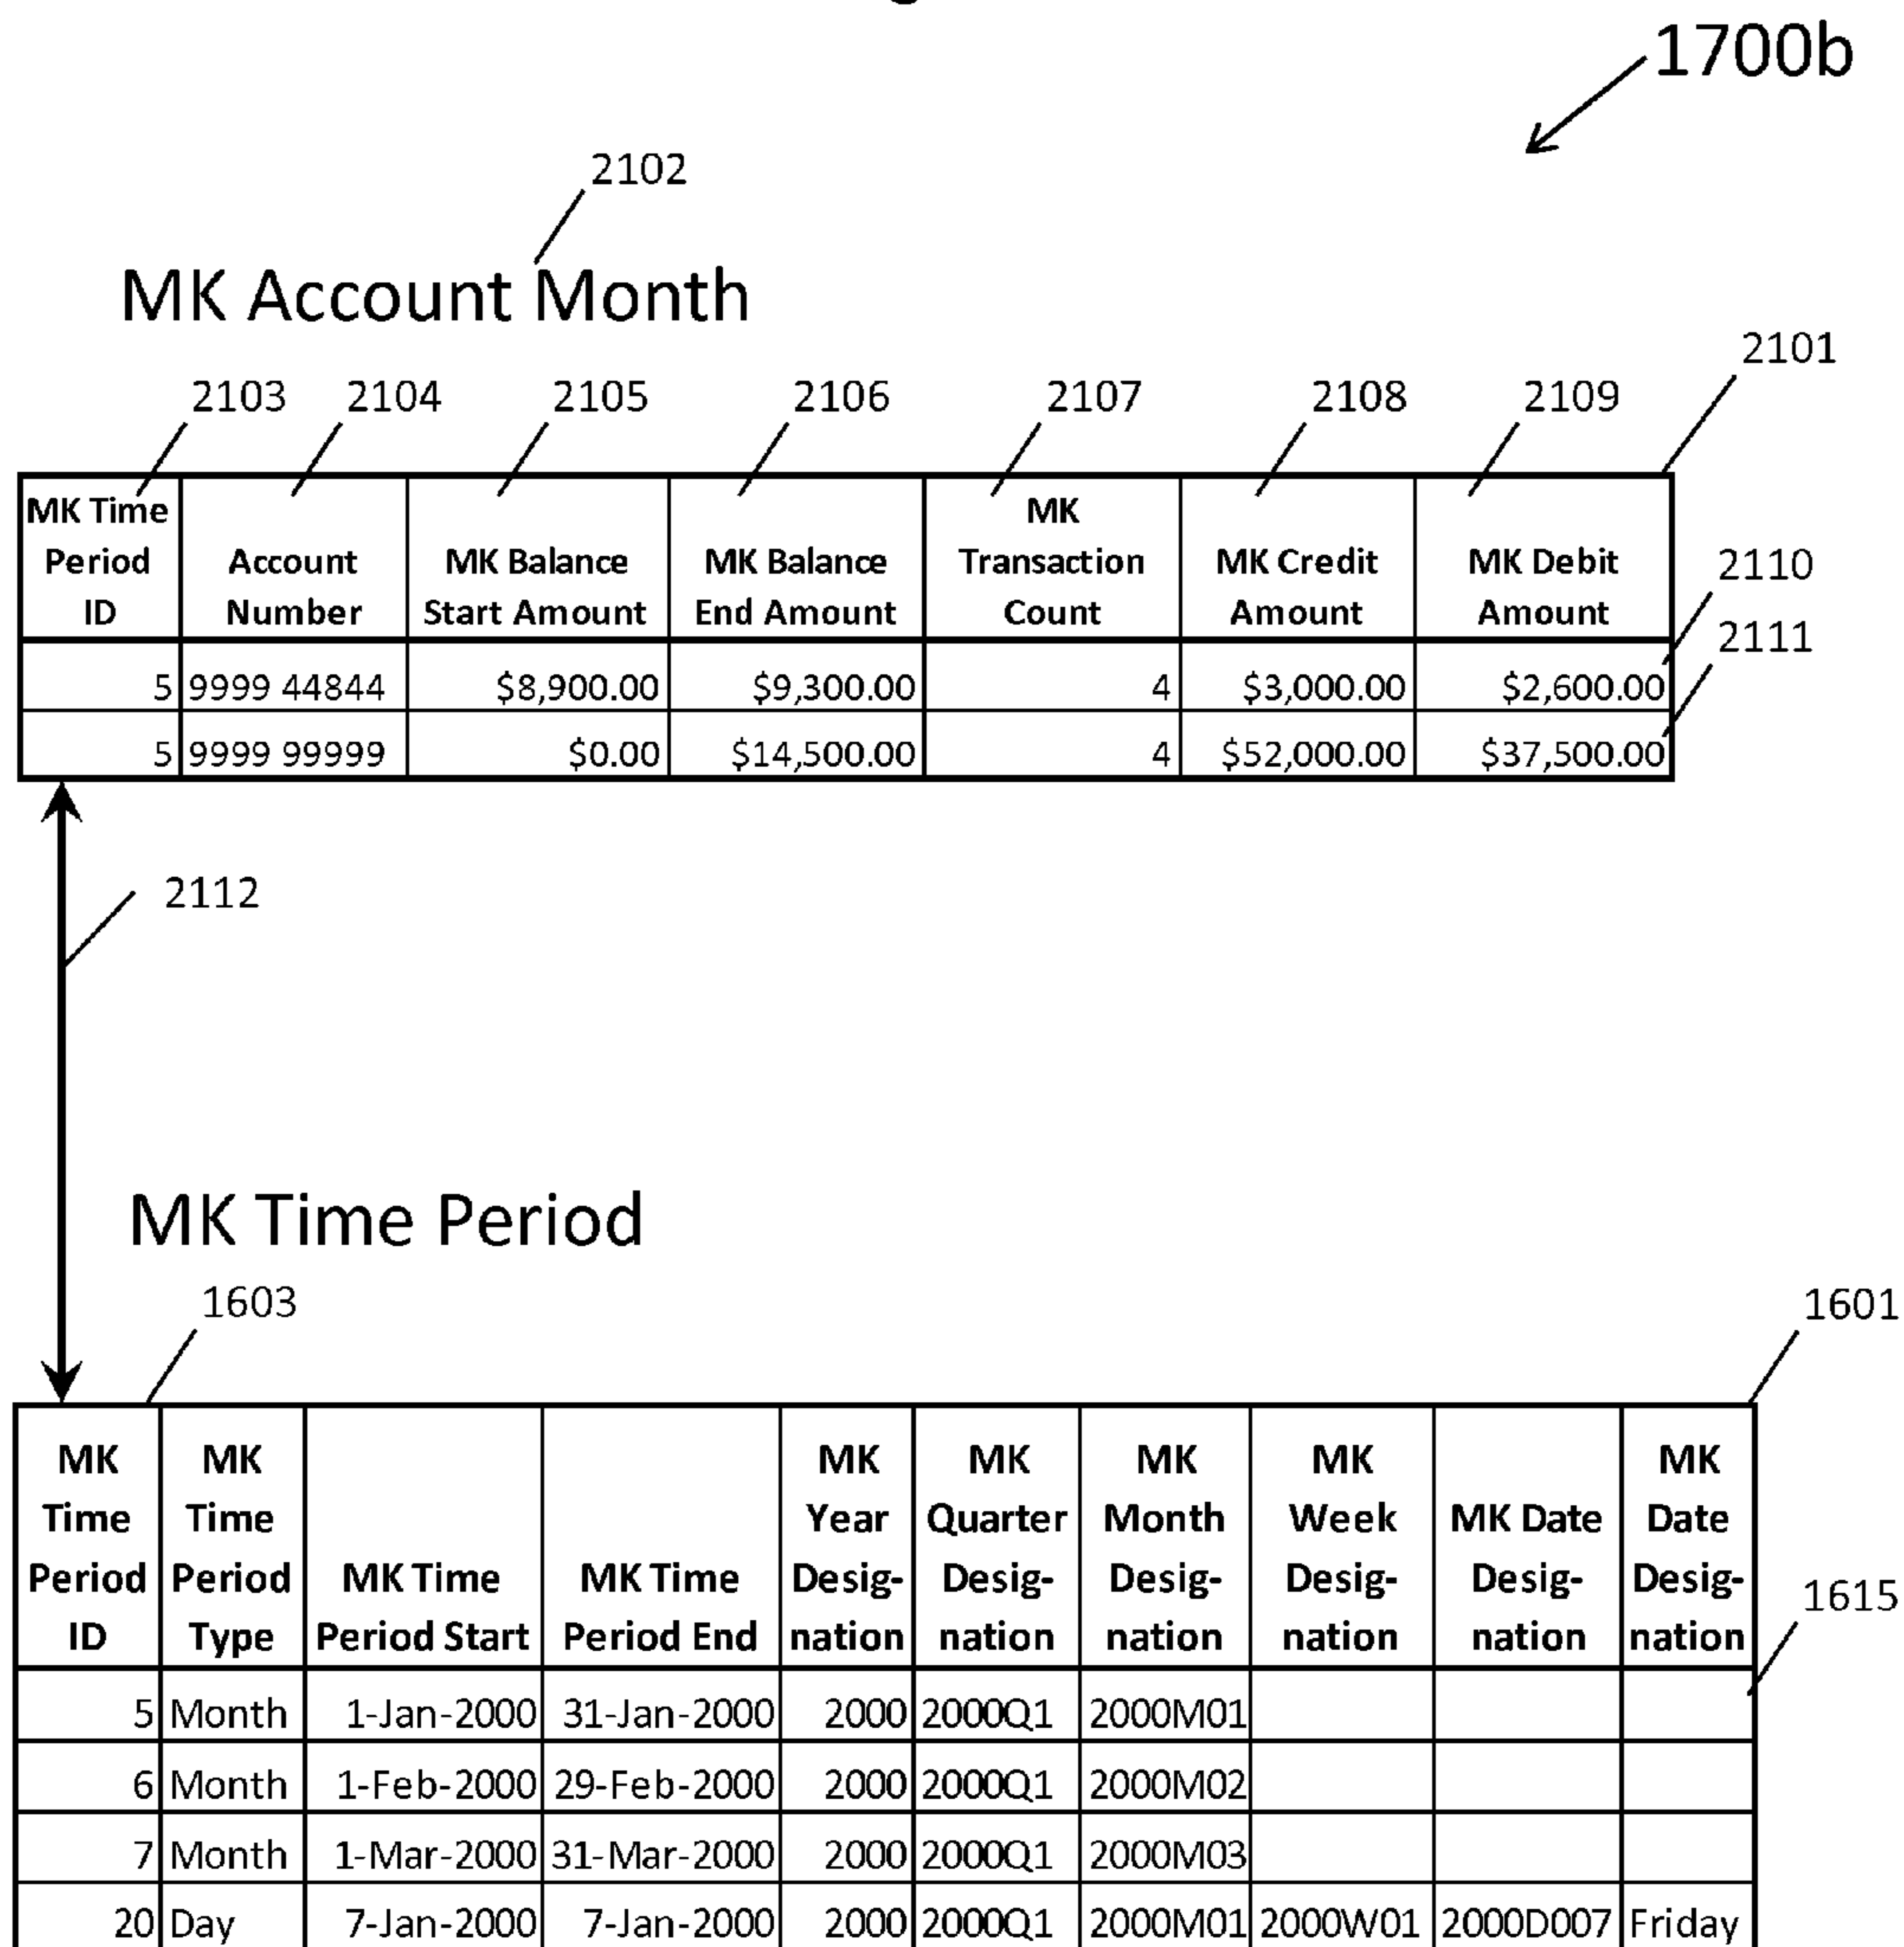 1700b
2102
MK Account Month
2101
2103 2104 2105 2106 2107 2108 2109
MK Time MK
Period Account MK Balance MK Balance Transaction MK Credit MK Debit
ID Number Start Amount End Amount Count Amount Amount
2110
2111
5 9999 44844 $8,900.00 $9,300.00 4 $3,000.00 $2,600.00
5 9999 99999 $0.00 $14,500.00 4 $52,000.00 $37,500.00
2112
MK Time Period
1603 1601
MK MK MK MK MK MK MK
Time Time Year Quarter Month Week MK Date Date
Period Period MK Time MK Time Desig- Desig- Desig- Desig- Desig- Desig-
ID Type Period Start Period End nation nation nation nation nation nation
1615
5 Month 1-Jan-2000 31-Jan-2000 2000 2000Q1 2000M01
6 Month 1-Feb-2000 29-Feb-2000 2000 2000Q1 2000M02
7 Month 1-Mar-2000 31-Mar-2000 2000 2000Q1 2000M03
20 Day 7-Jan-2000 7-Jan-2000 2000 2000Q1 2000M01 2000W01 2000D007 Friday